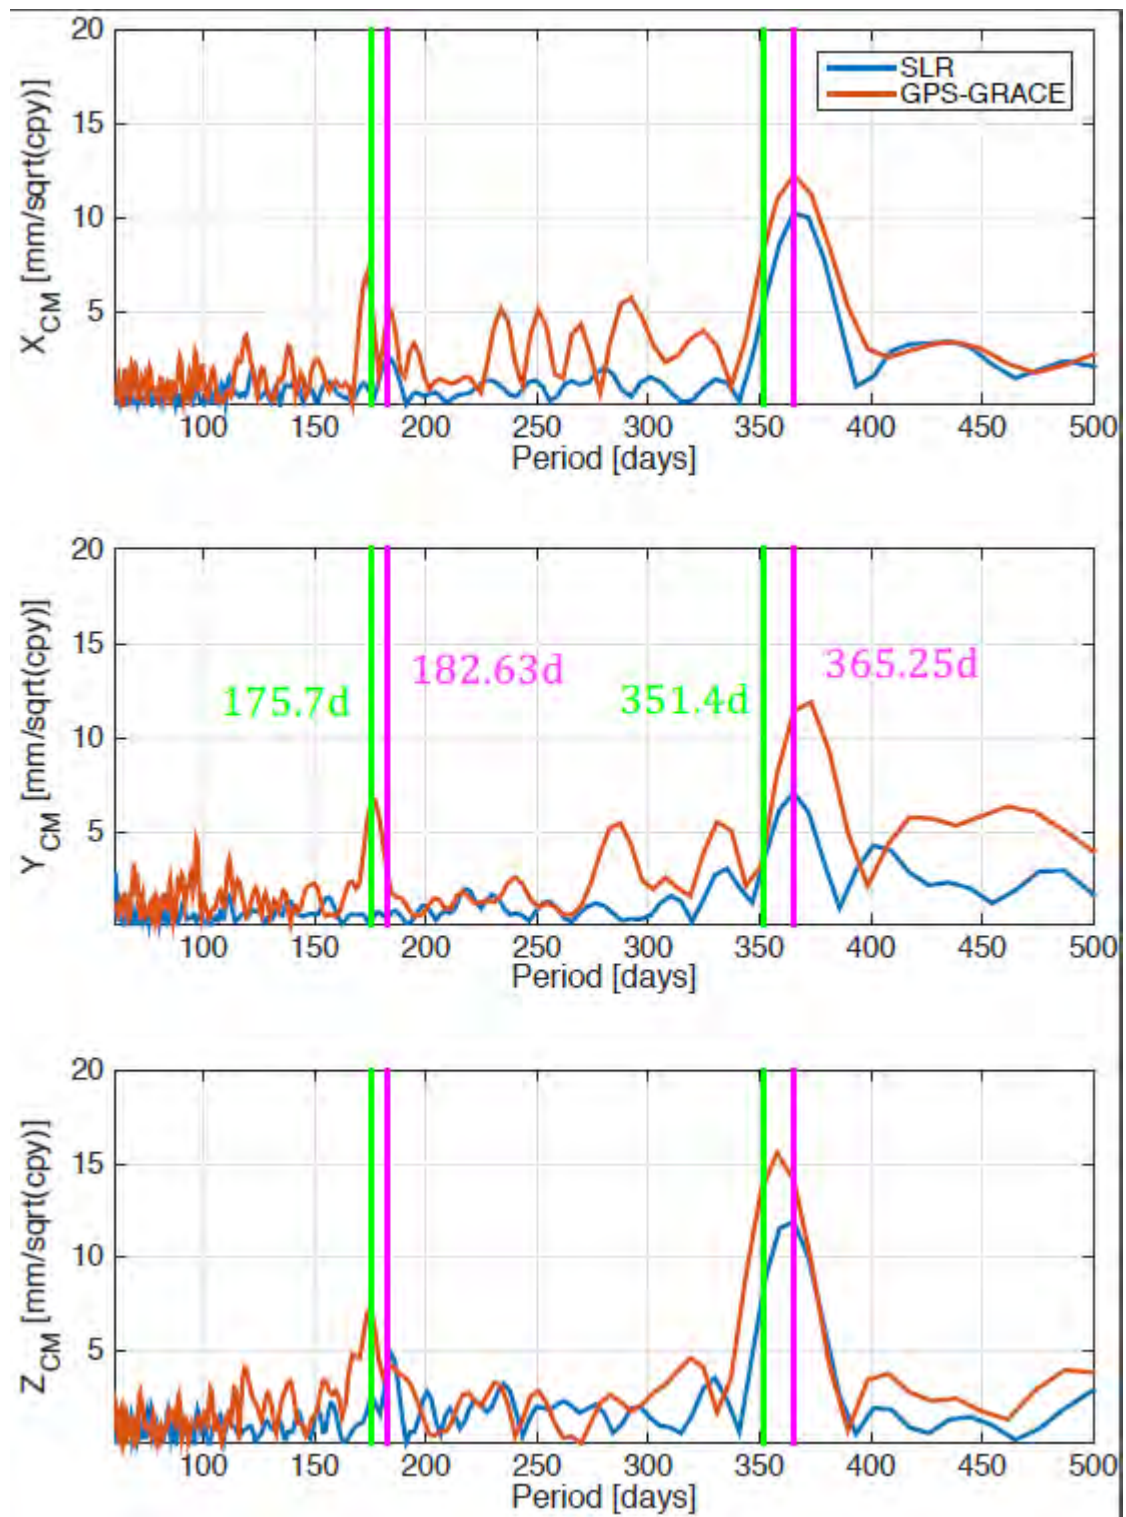 20
15
10
5
X_CM [mm/sqrt(cpy)]
SLR
GPS-GRACE
100 150 200 250 300 350 400 450 500
Period [days]
20
15
10
5
Y_CM [mm/sqrt(cpy)]
175.7d
182.63d
351.4d
365.25d
100 150 200 250 300 350 400 450 500
Period [days]
20
15
10
5
Z_CM [mm/sqrt(cpy)]
100 150 200 250 300 350 400 450 500
Period [days]